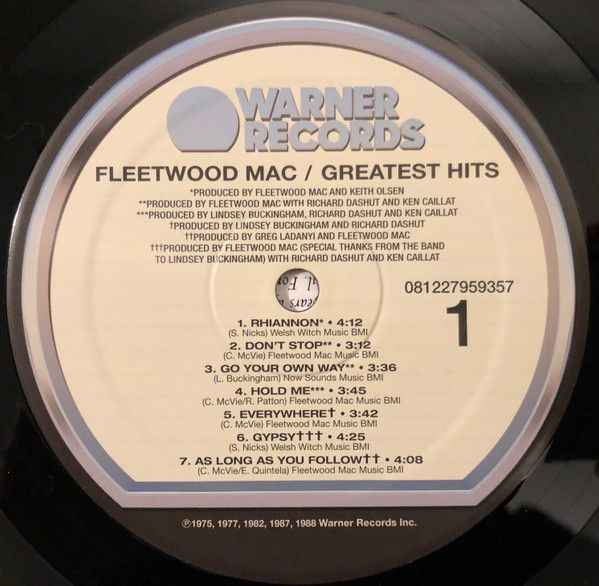 WARNER
RECORDS
FLEETWOOD MAC / GREATEST HITS
*PRODUCED BY FLEETWOOD MAC AND KEITH OLSEN
**PRODUCED BY FLEETWOOD MAC WITH RICHARD DASHUT AND KEN CAILLAT
***PRODUCED BY LINDSEY BUCKINGHAM, RICHARD DASHUT AND KEN CAILLAT
†PRODUCED BY LINDSEY BUCKINGHAM AND RICHARD DASHUT
††PRODUCED BY GREG LADANYI AND FLEETWOOD MAC
†††PRODUCED BY FLEETWOOD MAC (SPECIAL THANKS FROM THE BAND
TO LINDSEY BUCKINGHAM) WITH RICHARD DASHUT AND KEN CAILLAT
081227959357
1
1. RHIANNON* • 4:12
(S. Nicks) Welsh Witch Music BMI
2. DON'T STOP** • 3:12
(C. McVie) Fleetwood Mac Music BMI
3. GO YOUR OWN WAY** • 3:36
(L. Buckingham) Now Sounds Music BMI
4. HOLD ME*** • 3:45
(C. McVie/R. Patton) Fleetwood Mac Music BMI
5. EVERYWHERE† • 3:42
(C. McVie) Fleetwood Mac Music BMI
6. GYPSY††† • 4:25
(S. Nicks) Welsh Witch Music BMI
7. AS LONG AS YOU FOLLOW†† • 4:08
(C. McVie/E. Quintela) Fleetwood Mac Music BMI
℗1975, 1977, 1982, 1987, 1988 Warner Records Inc.